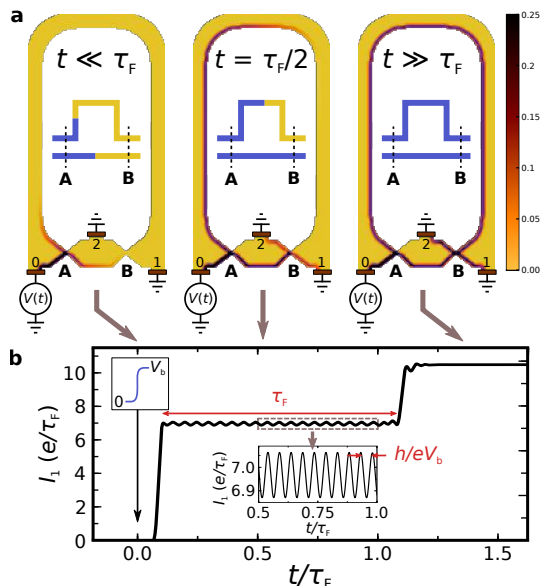 a
t ≪ τF
t = τF/2
t ≫ τF
0.25
0.20
0.15
0.10
0.05
0.00
A B
A B
A B
2
2
2
0 A B 1
0 A B 1
0 A B 1
V(t)
V(t)
V(t)
b
I1 (e/τF)
10
8
6
4
2
0
0 Vb
τF
h/eVb
I1 (e/τF)
7.0
6.9
0.5 0.75 1.0
t/τF
0.0 0.5 1.0 1.5
t/τF